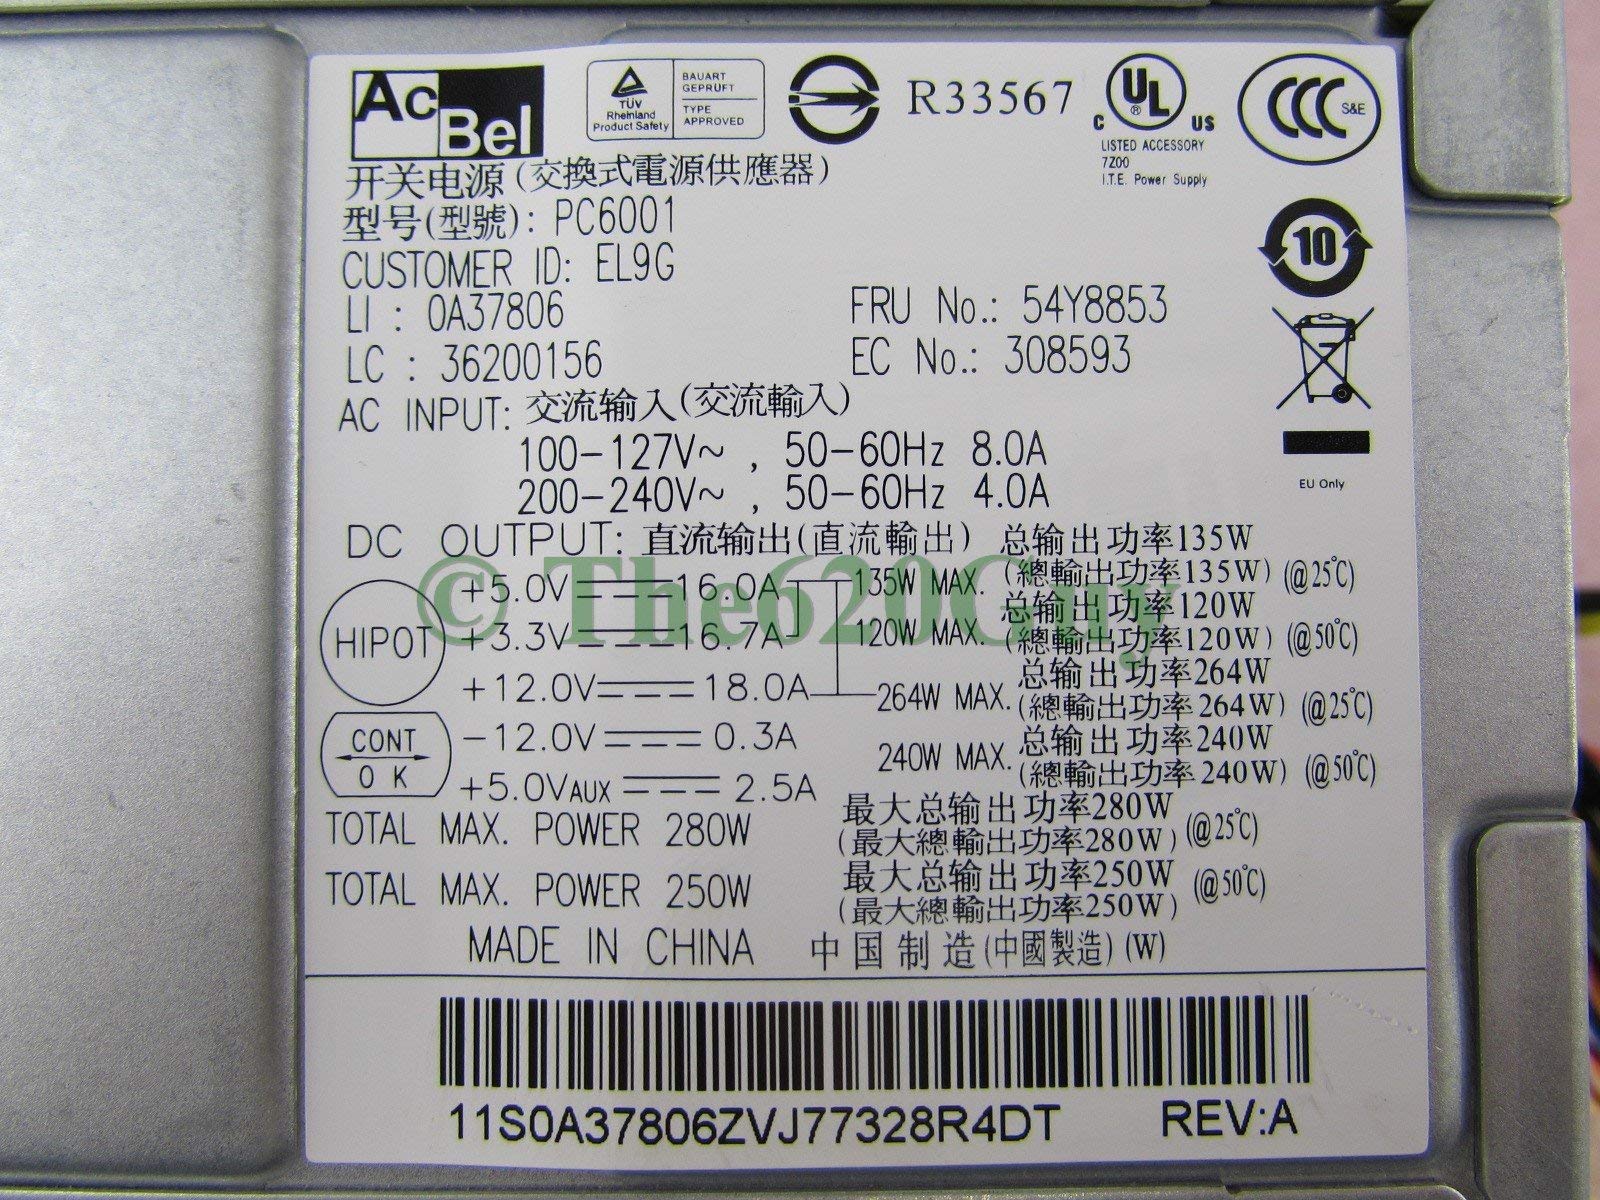 AcBel
TÜV
Rheinland
Product Safety
BAUART
GEPRÜFT
TYPE
APPROVED
R33567
UL
®
C US
LISTED ACCESSORY
7Z00
I.T.E. Power Supply
CCC S&E
开关电源(交換式電源供應器)
型号(型號): PC6001
10
CUSTOMER ID: EL9G
LI : 0A37806 FRU No.: 54Y8853
LC : 36200156 EC No.: 308593
AC INPUT: 交流输入(交流輸入)
100-127V~ , 50-60Hz 8.0A
200-240V~ , 50-60Hz 4.0A
EU Only
DC OUTPUT: 直流输出(直流輸出) 总输出功率135W
+5.0V 16.0A 135W MAX. (總輸出功率135W) (@25℃)
总输出功率120W
HIPOT +3.3V 16.7A 120W MAX. (總輸出功率120W) (@50℃)
总输出功率264W
+12.0V 18.0A 264W MAX. (總輸出功率264W) (@25℃)
CONT
OK
-12.0V 0.3A 总输出功率240W
240W MAX. (總輸出功率240W) (@50℃)
+5.0VAUX 2.5A
最大总输出功率280W
TOTAL MAX. POWER 280W (最大總輸出功率280W) (@25℃)
最大总输出功率250W
TOTAL MAX. POWER 250W (最大總輸出功率250W) (@50℃)
MADE IN CHINA 中国制造(中國製造) (W)
11S0A37806ZVJ77328R4DT REV:A
© The620Guy